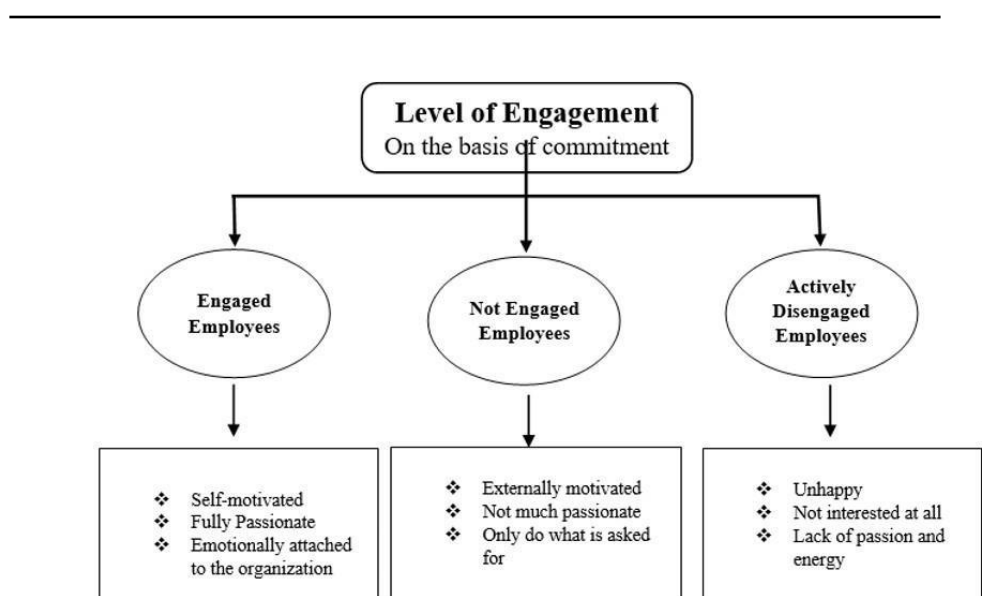 Level of Engagement
On the basis of commitment
Engaged
Employees
Not Engaged
Employees
Actively
Disengaged
Employees
❖ Self-motivated
❖ Fully Passionate
❖ Emotionally attached
to the organization
❖ Externally motivated
❖ Not much passionate
❖ Only do what is asked
for
❖ Unhappy
❖ Not interested at all
❖ Lack of passion and
energy